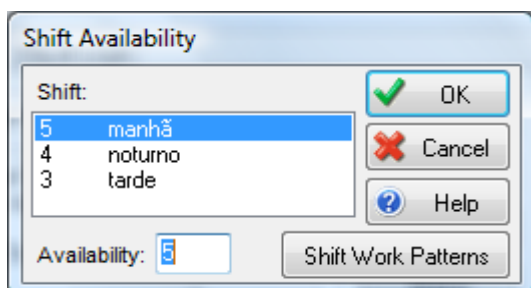 Shift Availability
Shift:
5 manhã
4 noturno
3 tarde
OK
Cancel
Help
Availability: 5
Shift Work Patterns